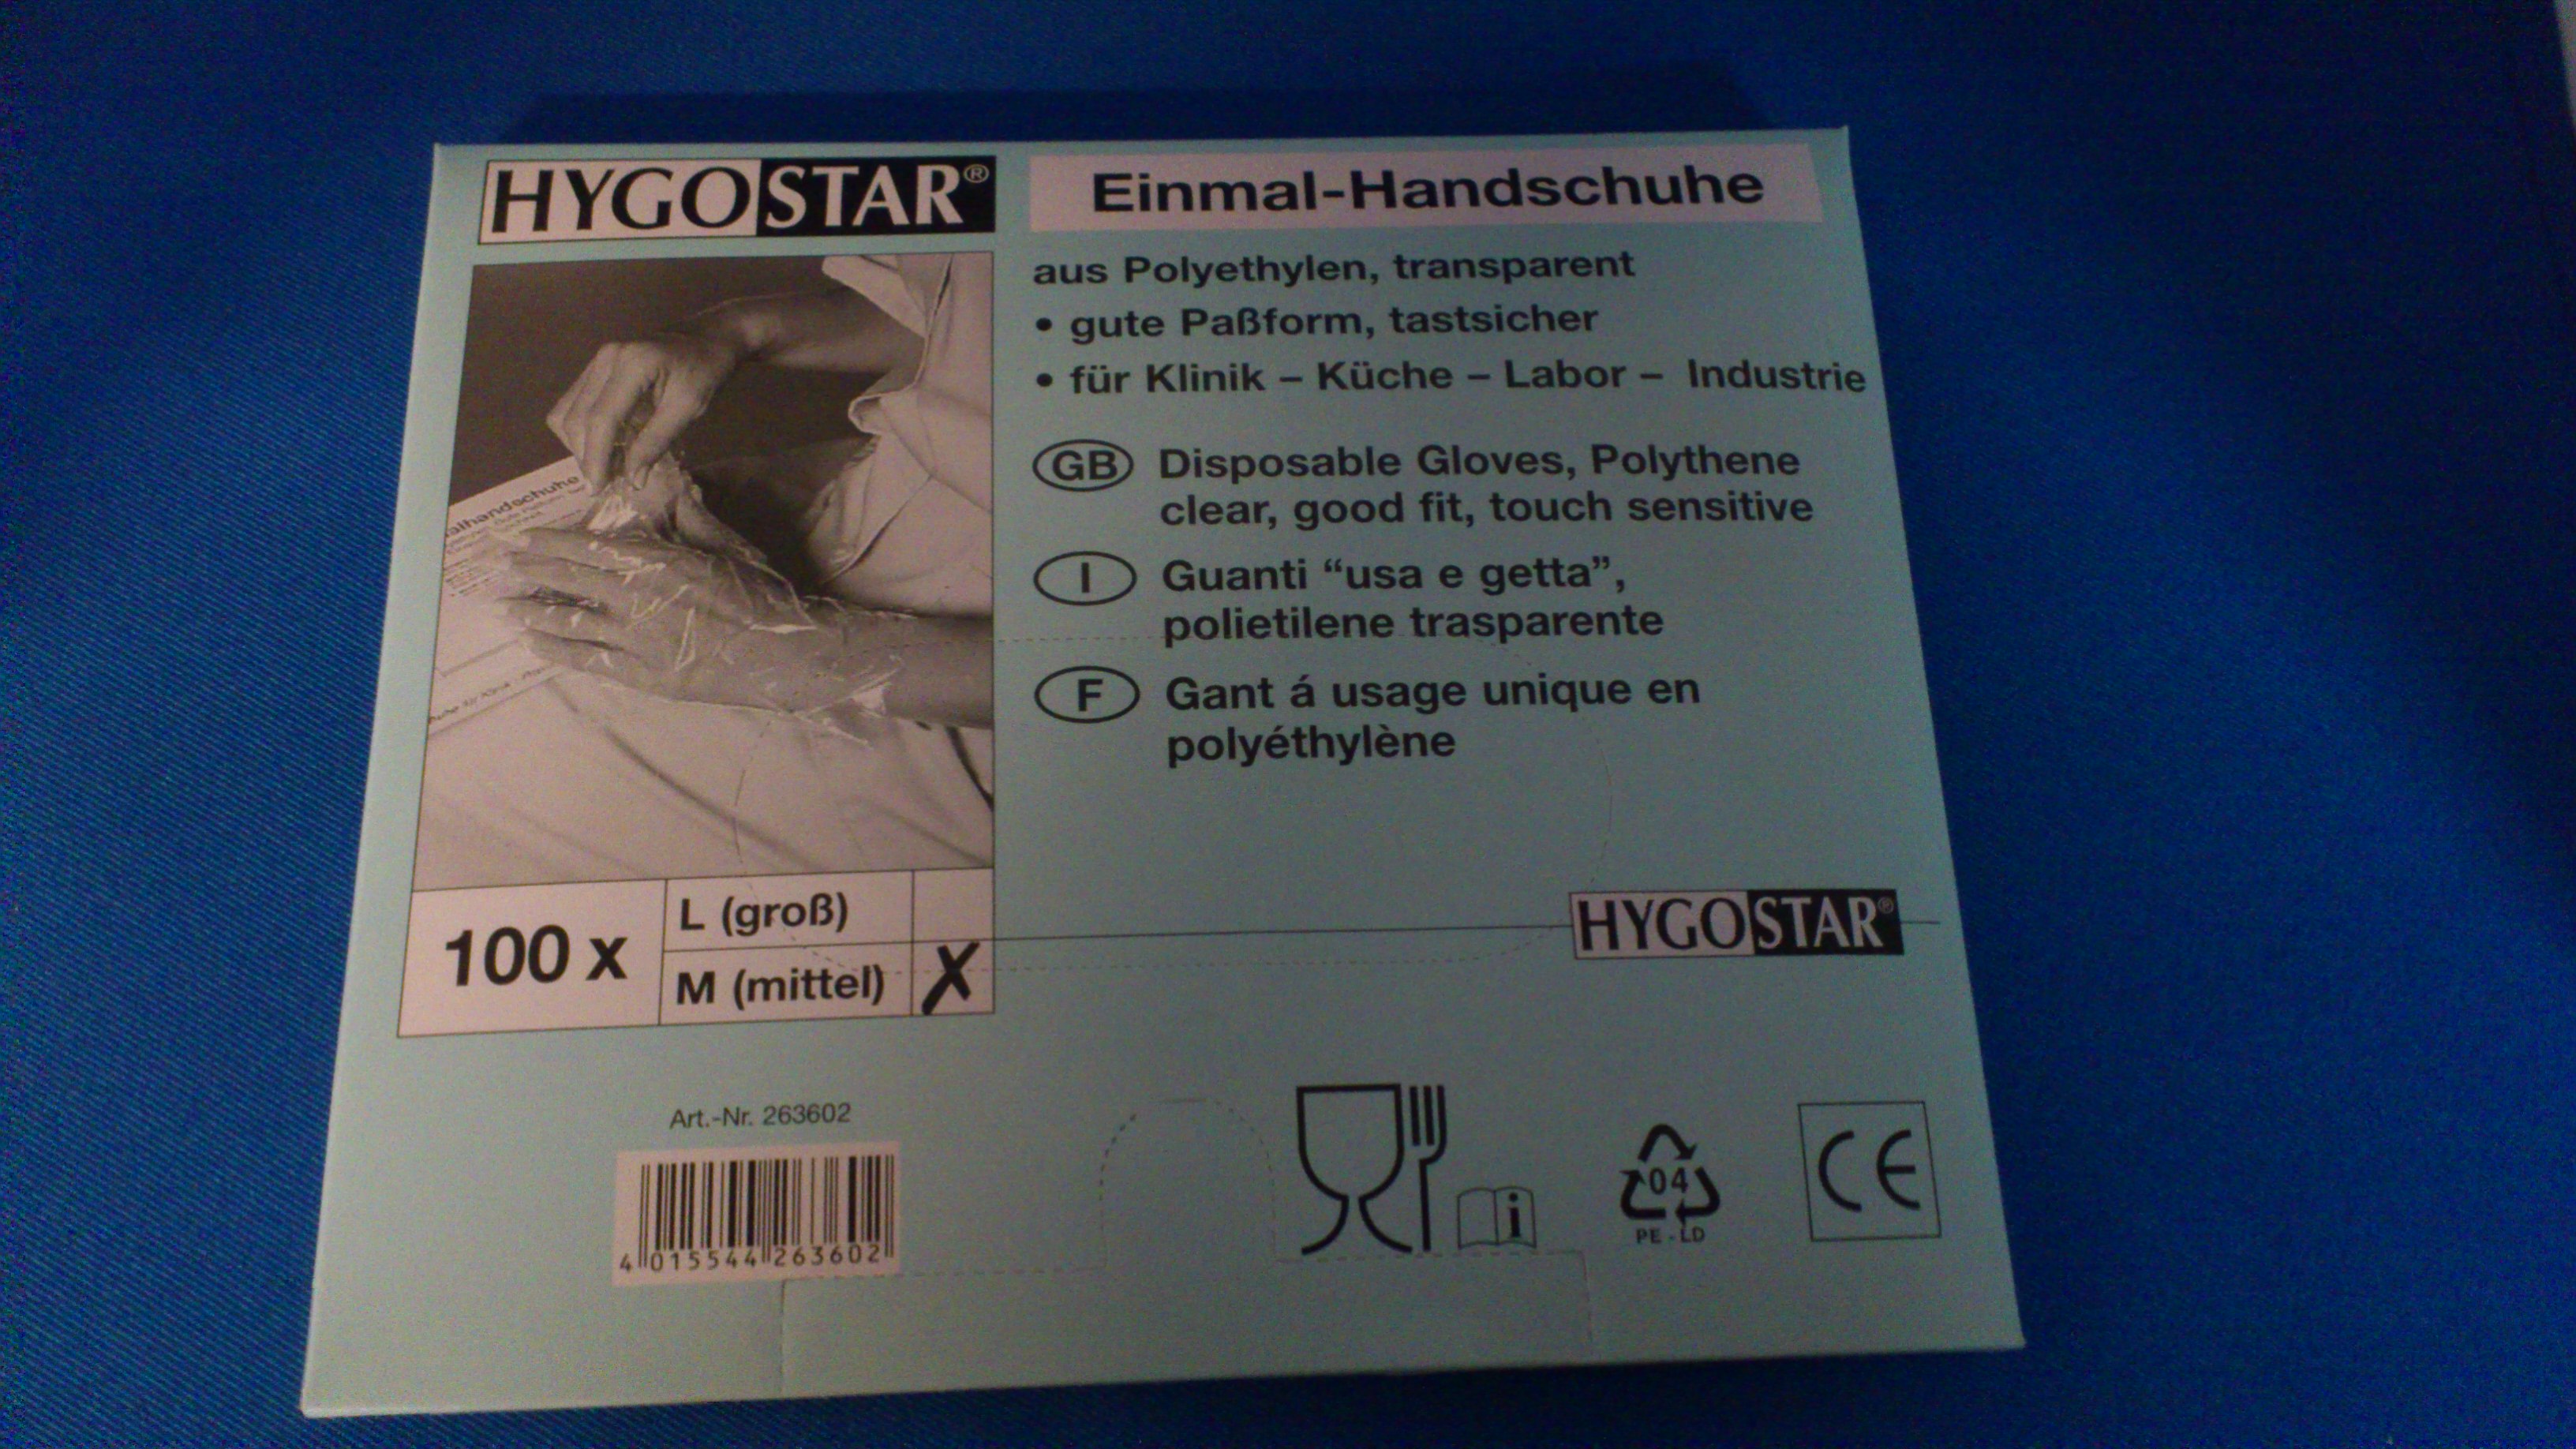 HYGOSTAR®
Einmal-Handschuhe
aus Polyethylen, transparent
• gute Paßform, tastsicher
• für Klinik – Küche – Labor – Industrie
GB Disposable Gloves, Polythene
clear, good fit, touch sensitive
I Guanti “usa e getta”,
polietilene trasparente
F Gant á usage unique en
polyéthylène
alhandschuhe
100 x
L (groß)
M (mittel) X
HYGOSTAR®
Art.-Nr. 263602
4 015544 263602
i
04
PE-LD
CE